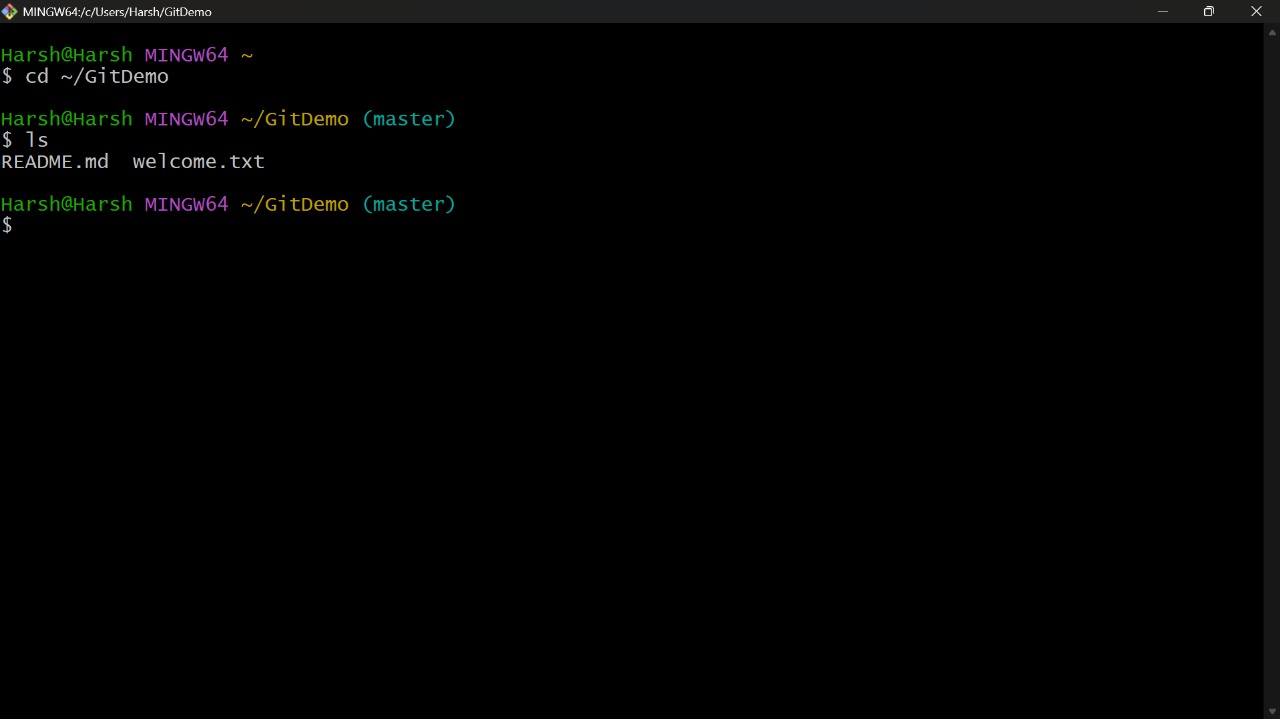 MINGW64:/c/Users/Harsh/GitDemo
Harsh@Harsh MINGW64 ~
$ cd ~/GitDemo
Harsh@Harsh MINGW64 ~/GitDemo (master)
$ ls
README.md  welcome.txt
Harsh@Harsh MINGW64 ~/GitDemo (master)
$